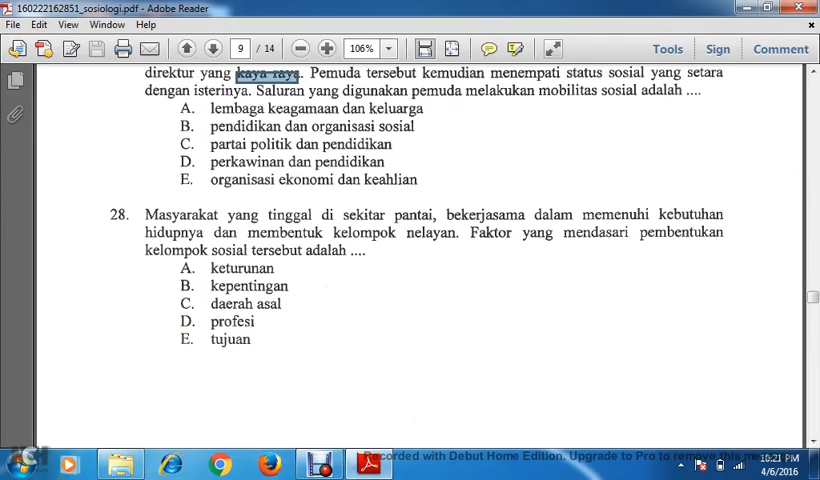 160222162851_sosiologi.pdf - Adobe Reader
File Edit View Window Help
9 / 14 106% Tools Sign Comment
direktur yang kaya raya. Pemuda tersebut kemudian menempati status sosial yang setara
dengan isterinya. Saluran yang digunakan pemuda melakukan mobilitas sosial adalah ....
A. lembaga keagamaan dan keluarga
B. pendidikan dan organisasi sosial
C. partai politik dan pendidikan
D. perkawinan dan pendidikan
E. organisasi ekonomi dan keahlian
28. Masyarakat yang tinggal di sekitar pantai, bekerjasama dalam memenuhi kebutuhan
hidupnya dan membentuk kelompok nelayan. Faktor yang mendasari pembentukan
kelompok sosial tersebut adalah ....
A. keturunan
B. kepentingan
C. daerah asal
D. profesi
E. tujuan
Recorded with Debut Home Edition. Upgrade to Pro to remove this
10:21 PM
4/6/2016